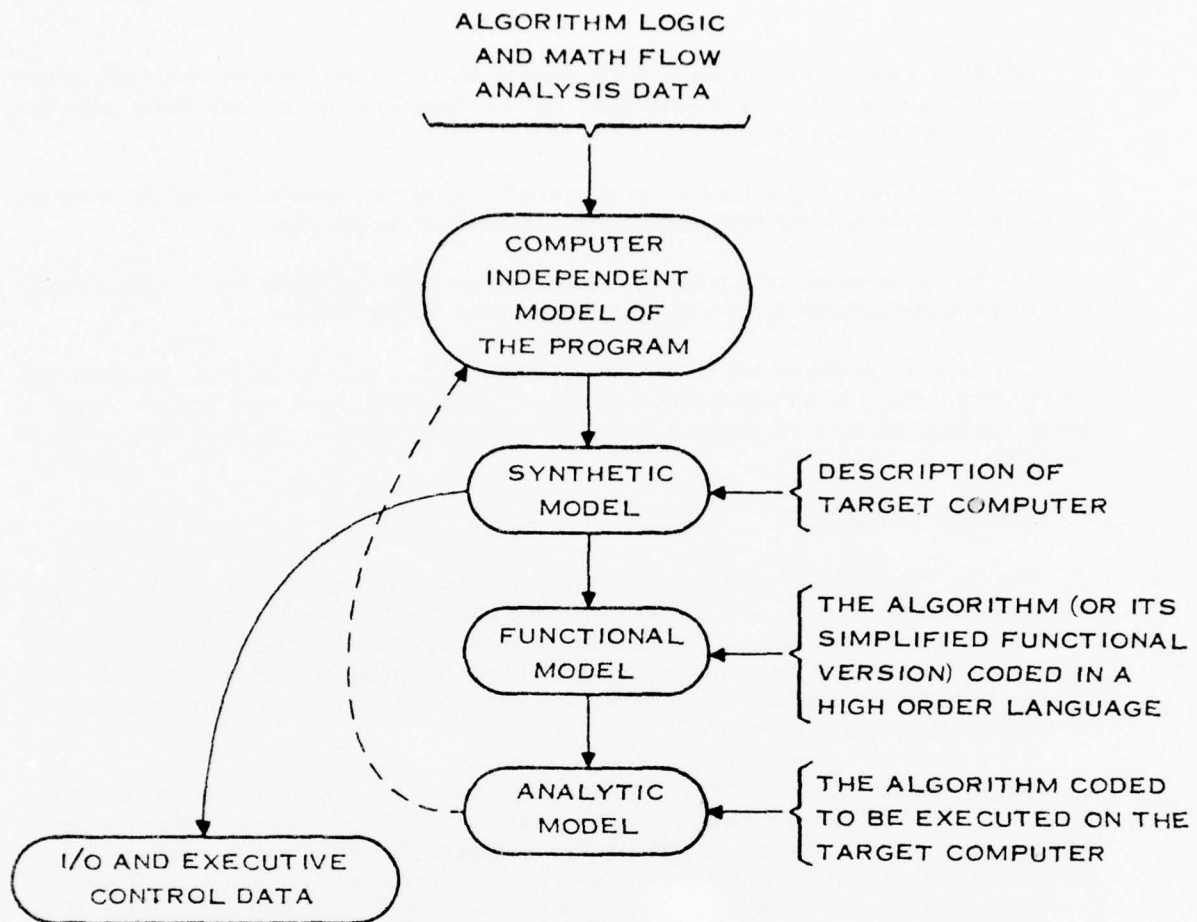 ALGORITHM LOGIC
AND MATH FLOW
ANALYSIS DATA
COMPUTER
INDEPENDENT
MODEL OF
THE PROGRAM
SYNTHETIC
MODEL
DESCRIPTION OF
TARGET COMPUTER
FUNCTIONAL
MODEL
THE ALGORITHM (OR ITS
SIMPLIFIED FUNCTIONAL
VERSION) CODED IN A
HIGH ORDER LANGUAGE
ANALYTIC
MODEL
THE ALGORITHM CODED
TO BE EXECUTED ON THE
TARGET COMPUTER
I/O AND EXECUTIVE
CONTROL DATA